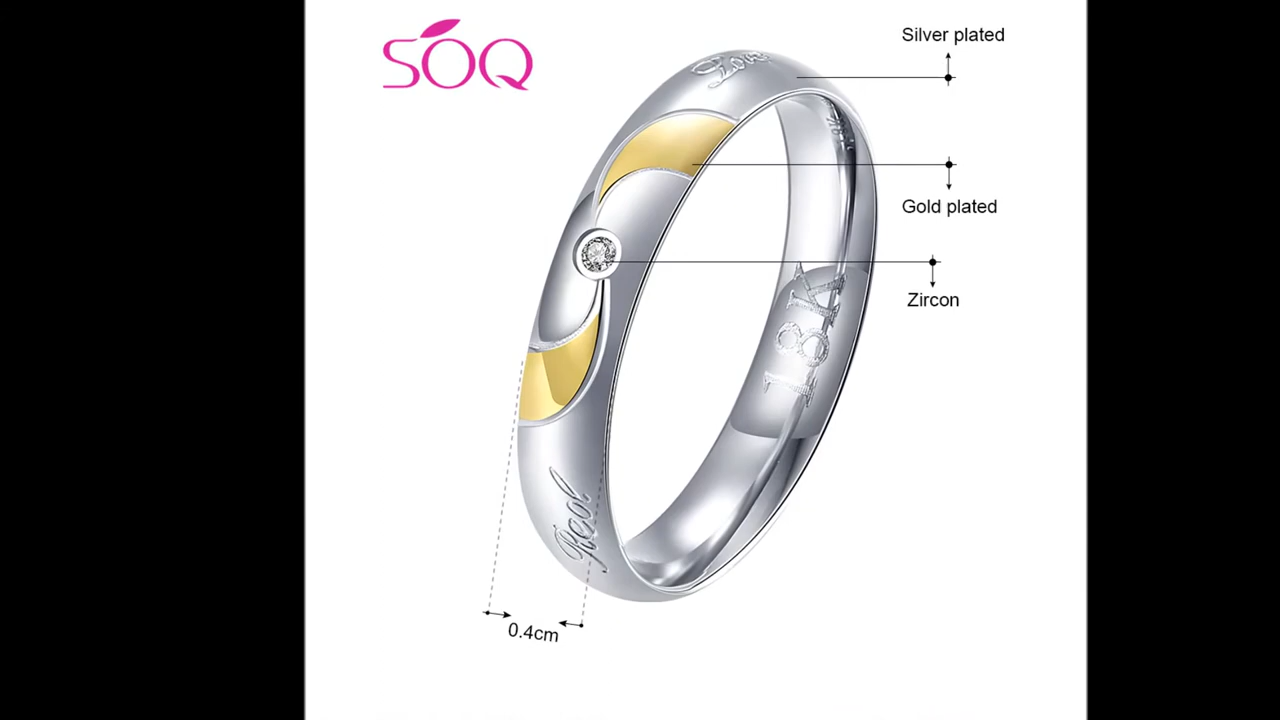 SOQ
Silver plated
Love
Gold plated
Zircon
18K
Real
0.4cm